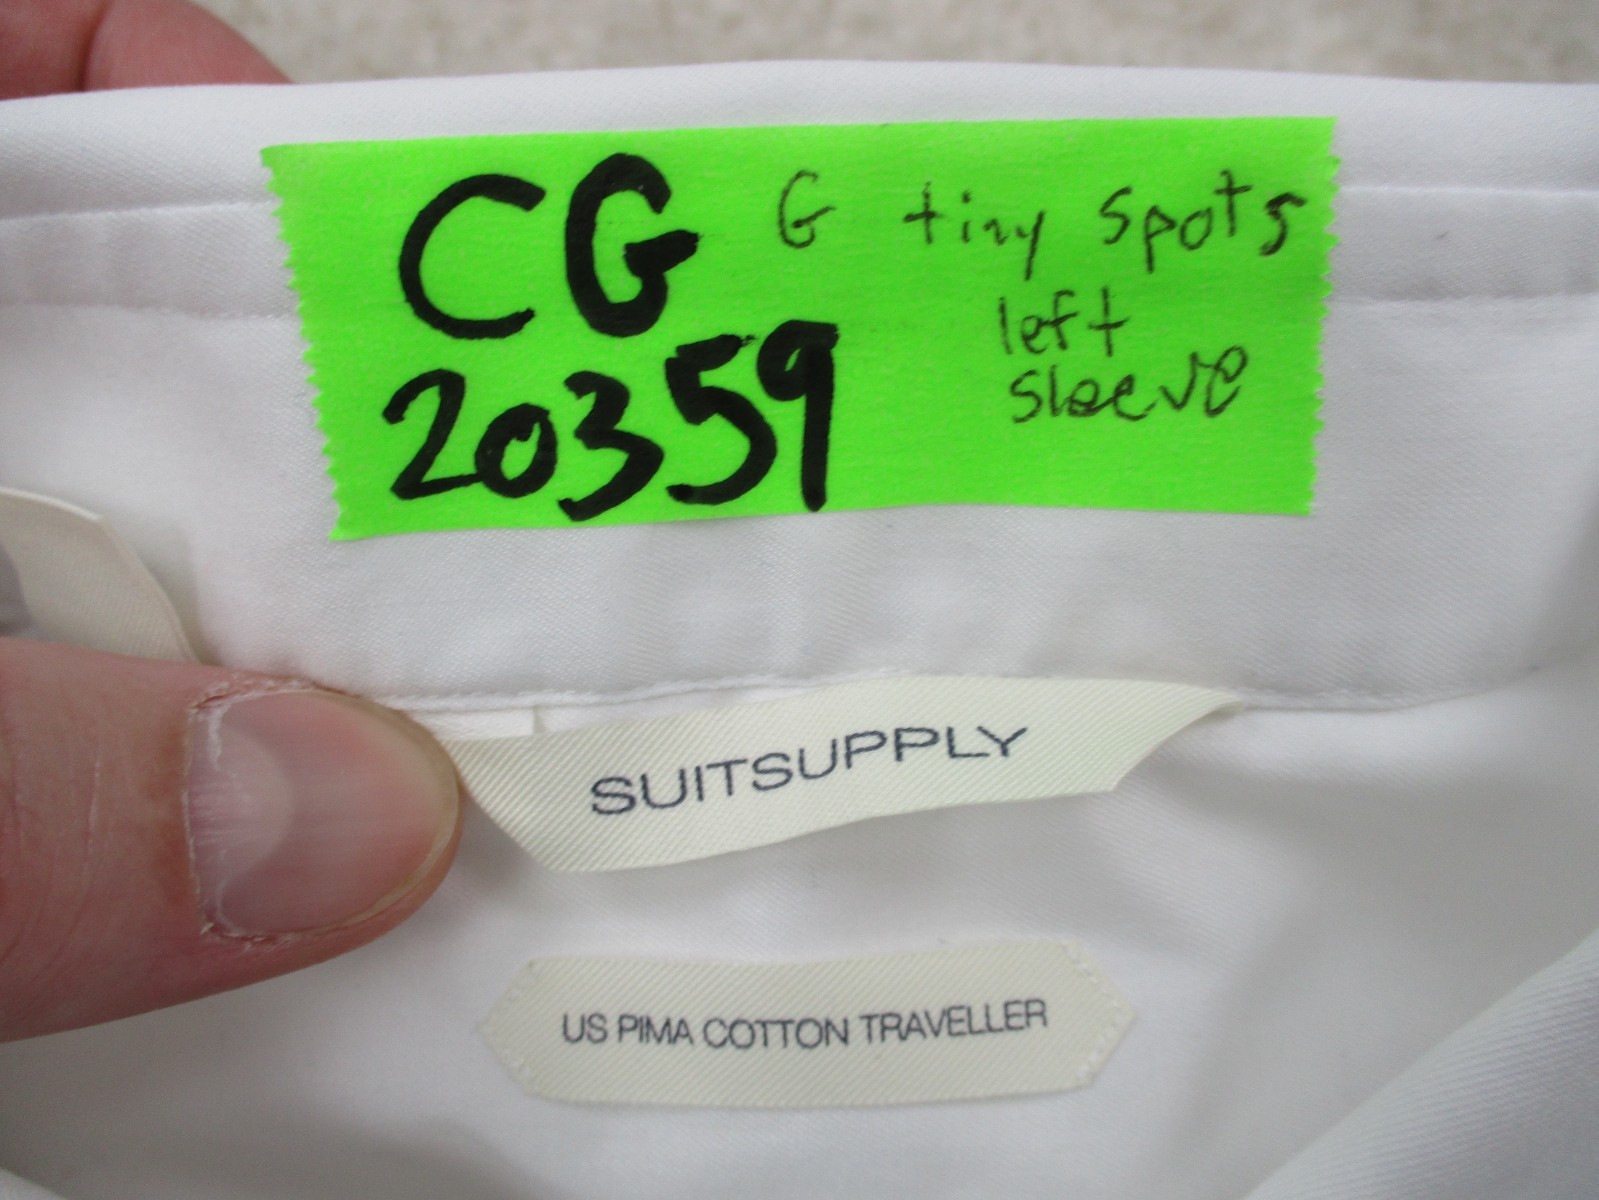 CG G tiny spots
20359 left
sleeve
SUITSUPPLY
US PIMA COTTON TRAVELLER